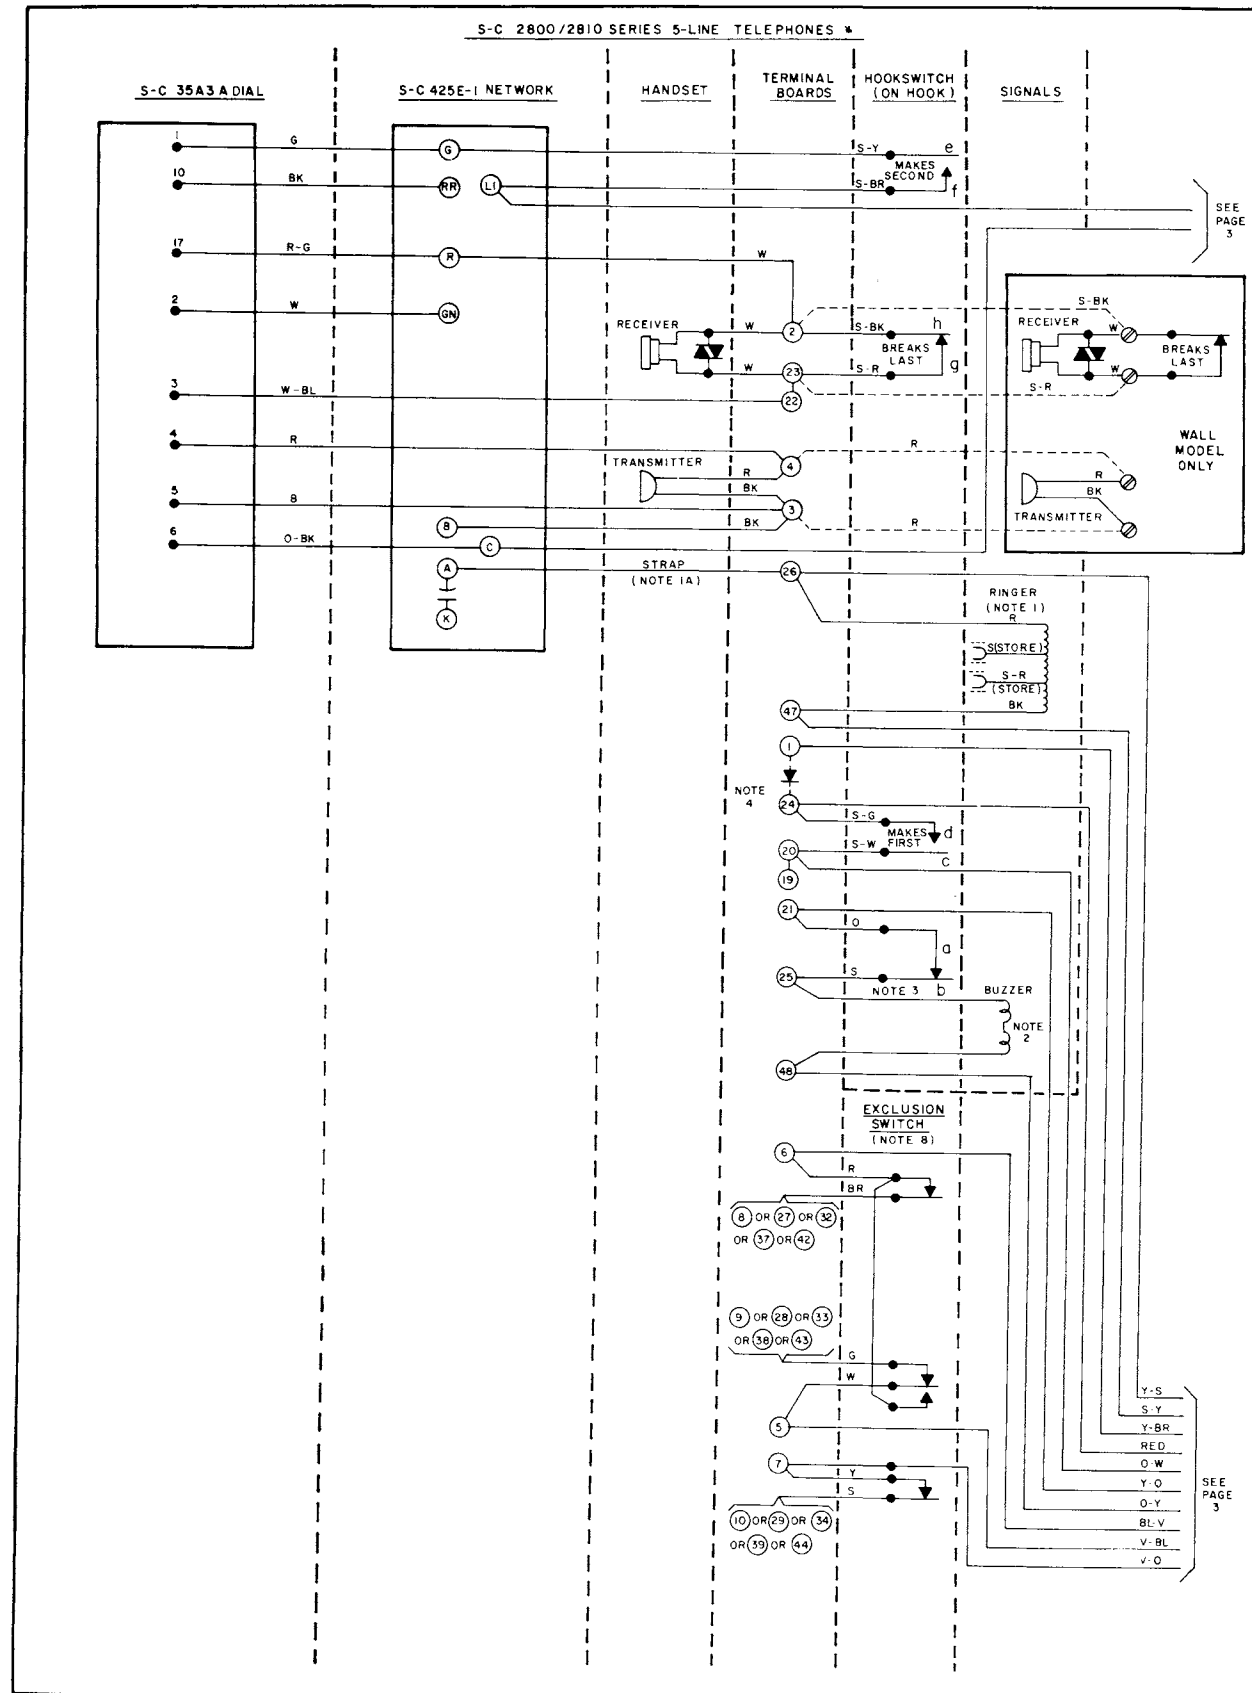 S-C 2800/2810 SERIES 5-LINE TELEPHONES *
S-C 35A3A DIAL
S-C 425E-1 NETWORK
HANDSET
TERMINAL
BOARDS
HOOKSWITCH
(ON HOOK)
SIGNALS
1
G
G
S-Y
e
MAKES
SECOND
10
BK
RR
L1
S-BR
f
SEE
PAGE
3
17
R-G
R
W
2
W
GN
S-BK
RECEIVER
W
2
S-BK
h
BREAKS
LAST
W
23
S-R
g
RECEIVER
W
BREAKS
LAST
W
S-R
3
W-BL
22
4
R
4
R
WALL
MODEL
ONLY
TRANSMITTER
R
BK
R
BK
TRANSMITTER
5
B
3
B
BK
R
6
O-BK
C
A
STRAP
(NOTE 1A)
26
K
RINGER
(NOTE 1)
R
S(STORE)
S-R
(STORE)
BK
47
1
NOTE
4
24
S-G
d
MAKES
FIRST
20
S-W
c
19
21
O
a
25
S
NOTE 3
b
BUZZER
NOTE
2
48
EXCLUSION
SWITCH
(NOTE 8)
6
R
BR
8 OR 27 OR 32
OR 37 OR 42
9 OR 28 OR 33
OR 38 OR 43
G
W
5
7
Y
S
10 OR 29 OR 34
OR 39 OR 44
Y-S
S-Y
Y-BR
RED
O-W
Y-O
O-Y
BL-V
V-BL
V-O
SEE
PAGE
3